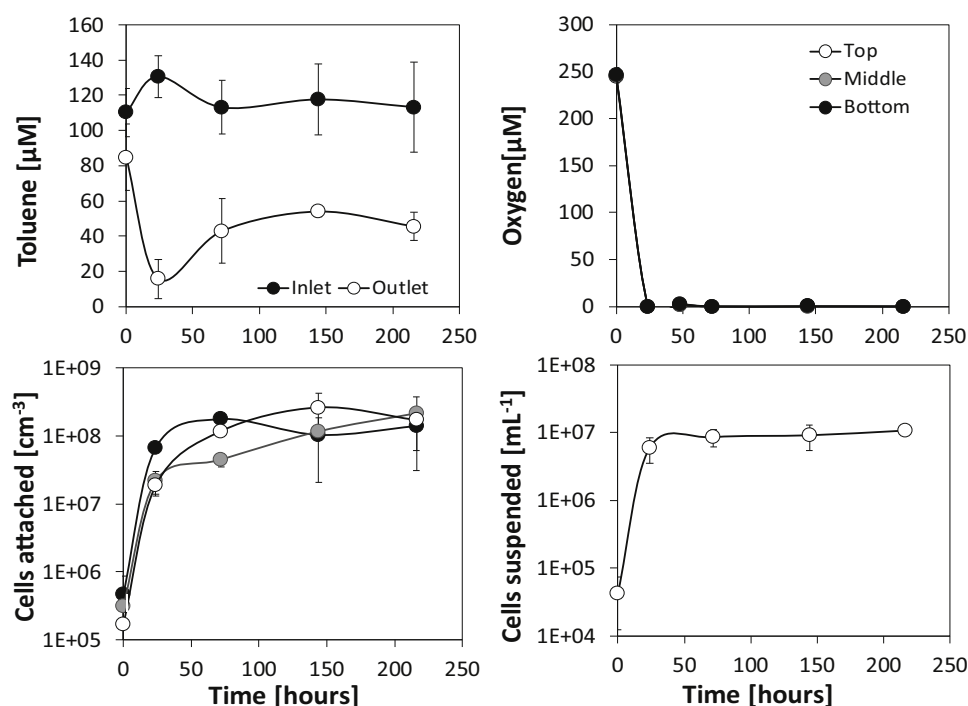 Toluene [µM]
160
140
120
100
80
60
40
20
0
Inlet Outlet
0 50 100 150 200 250
Oxygen[µM]
300
250
200
150
100
50
0
Top
Middle
Bottom
0 50 100 150 200 250
Cells attached [cm⁻³]
1E+09
1E+08
1E+07
1E+06
1E+05
0 50 100 150 200 250
Time [hours]
Cells suspended [mL⁻¹]
1E+08
1E+07
1E+06
1E+05
1E+04
0 50 100 150 200 250
Time [hours]